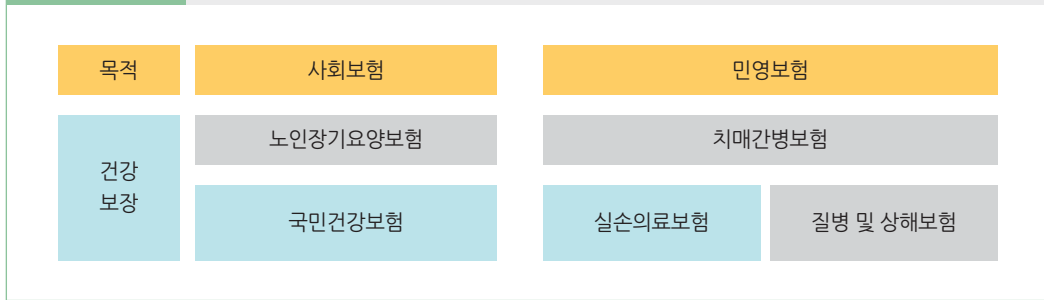 목적
사회보험
민영보험
건강
보장
노인장기요양보험
치매간병보험
국민건강보험
실손의료보험
질병 및 상해보험